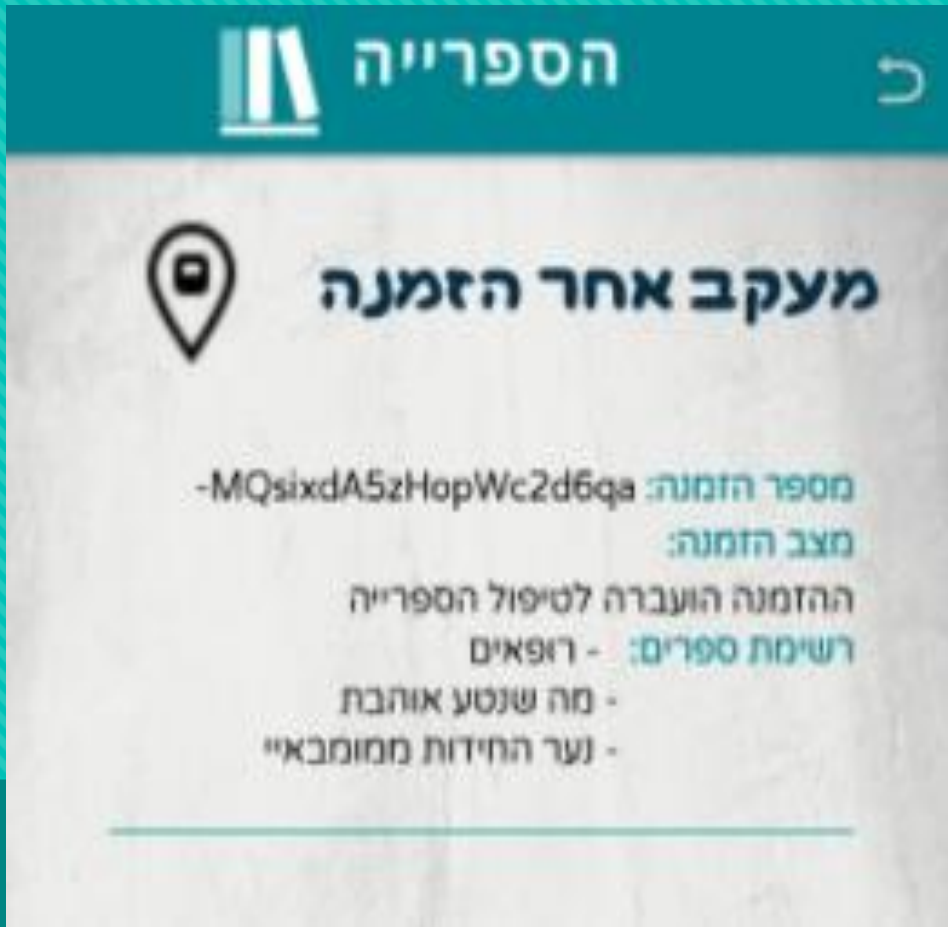 הספרייה
מעקב אחר הזמנה
מספר הזמנה: -MQsixdA5zHopWc2d6qa
מצב הזמנה:
ההזמנה הועברה לטיפול הספרייה
רשימת ספרים: - רופאים
- מה שנטע אוהבת
- נער החידות ממומבאיי